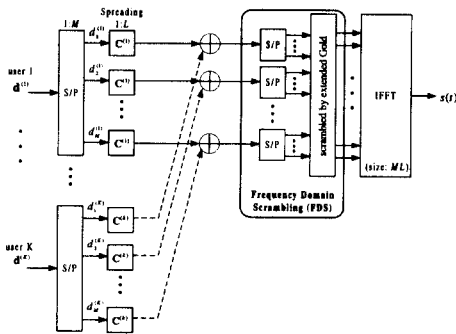 Spreading
1:M
1:L
user 1
d^(1)
S/P
d_1^(1)
C^(1)
d_2^(1)
C^(1)
d_M^(1)
C^(1)
S/P
S/P
S/P
scrambled by extended Gold
IFFT
(size: ML)
s(t)
Frequency Domain
Scrambling (FDS)
user K
d^(K)
S/P
d_1^(K)
C^(k)
d_2^(K)
C^(k)
d_M^(K)
C^(k)